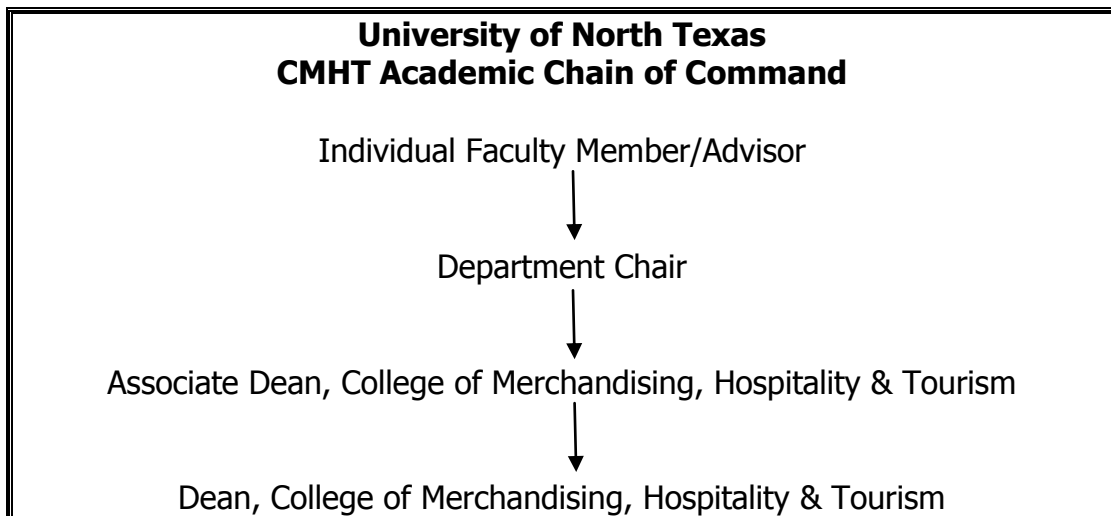 University of North Texas
CMHT Academic Chain of Command
Individual Faculty Member/Advisor
Department Chair
Associate Dean, College of Merchandising, Hospitality & Tourism
Dean, College of Merchandising, Hospitality & Tourism